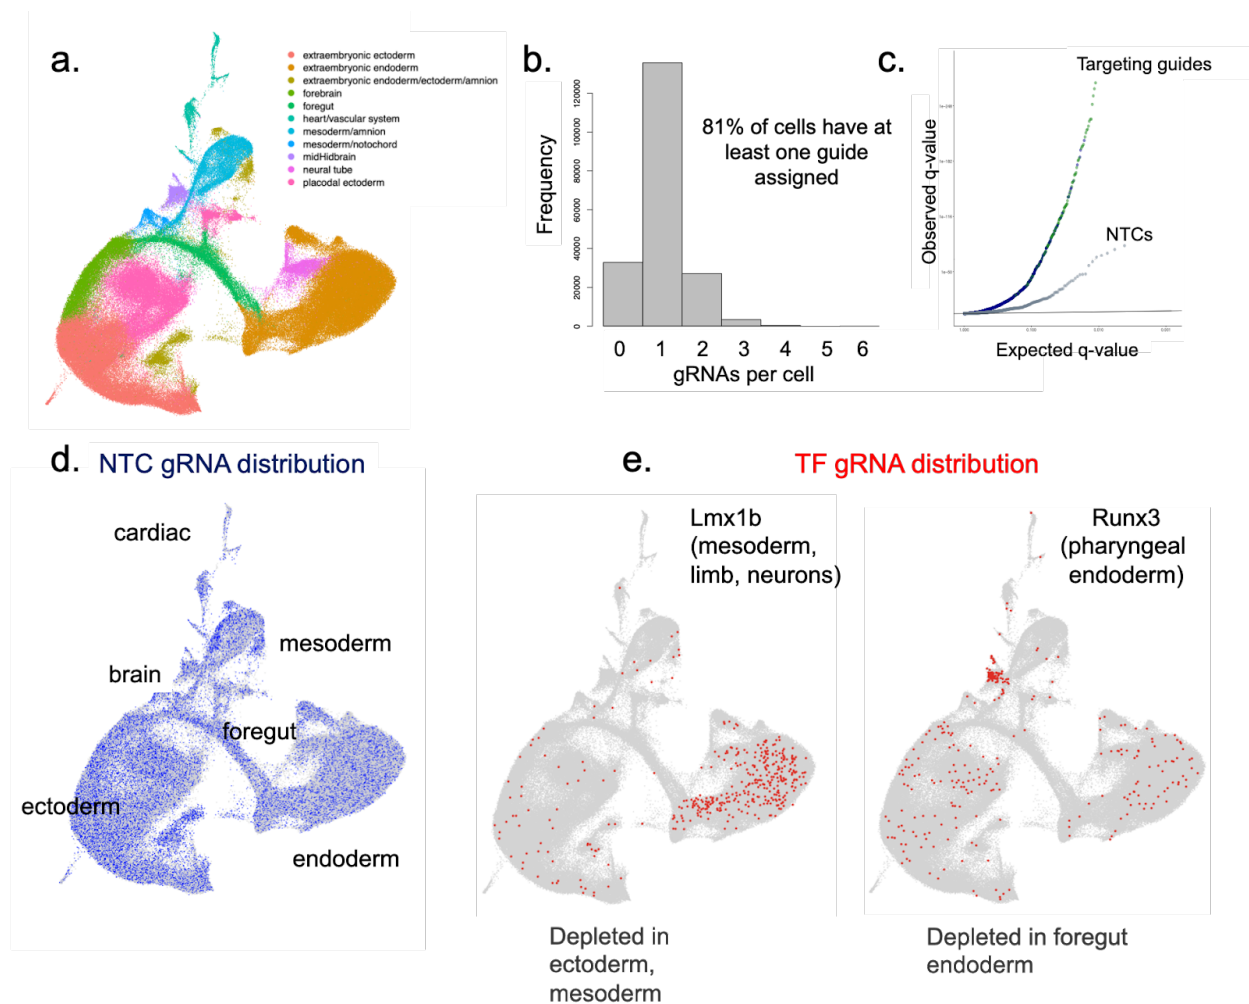 a.
extraembryonic ectoderm
extraembryonic endoderm
extraembryonic endoderm/ectoderm/amnion
forebrain
foregut
heart/vascular system
mesoderm/amnion
mesoderm/notochord
midHidbrain
neural tube
placodal ectoderm
b.
Frequency
120000
100000
80000
60000
40000
20000
0
81% of cells have at
least one guide
assigned
0 1 2 3 4 5 6
gRNAs per cell
c.
Targeting guides
NTCs
Observed q-value
Expected q-value
d. NTC gRNA distribution
cardiac
mesoderm
brain
foregut
ectoderm
endoderm
e. TF gRNA distribution
Lmx1b
(mesoderm,
limb, neurons)
Runx3
(pharyngeal
endoderm)
Depleted in
ectoderm,
mesoderm
Depleted in foregut
endoderm